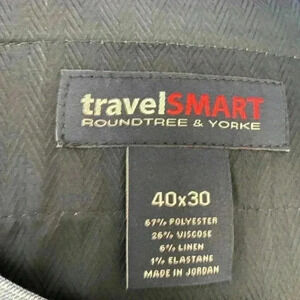 travelSMART
ROUNDTREE & YORKE
40x30
67% POLYESTER
26% VISCOSE
6% LINEN
1% ELASTANE
MADE IN JORDAN